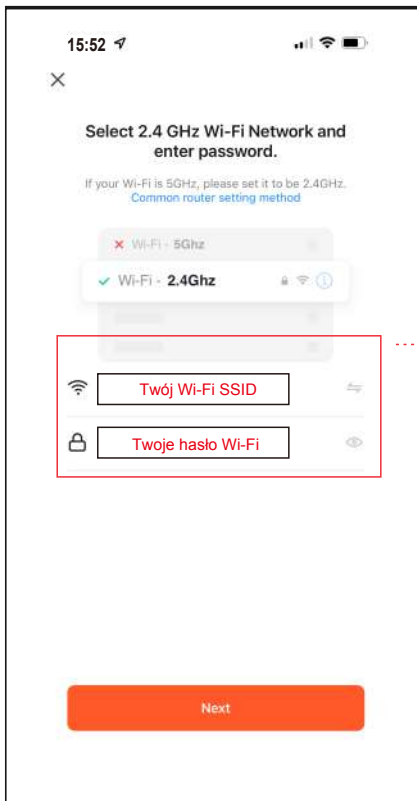 15:52
Select 2.4 GHz Wi-Fi Network and
enter password.
If your Wi-Fi is 5GHz, please set it to be 2.4GHz.
Common router setting method
Wi-Fi - 5Ghz
Wi-Fi - 2.4Ghz
Twój Wi-Fi SSID
Twoje hasło Wi-Fi
Next